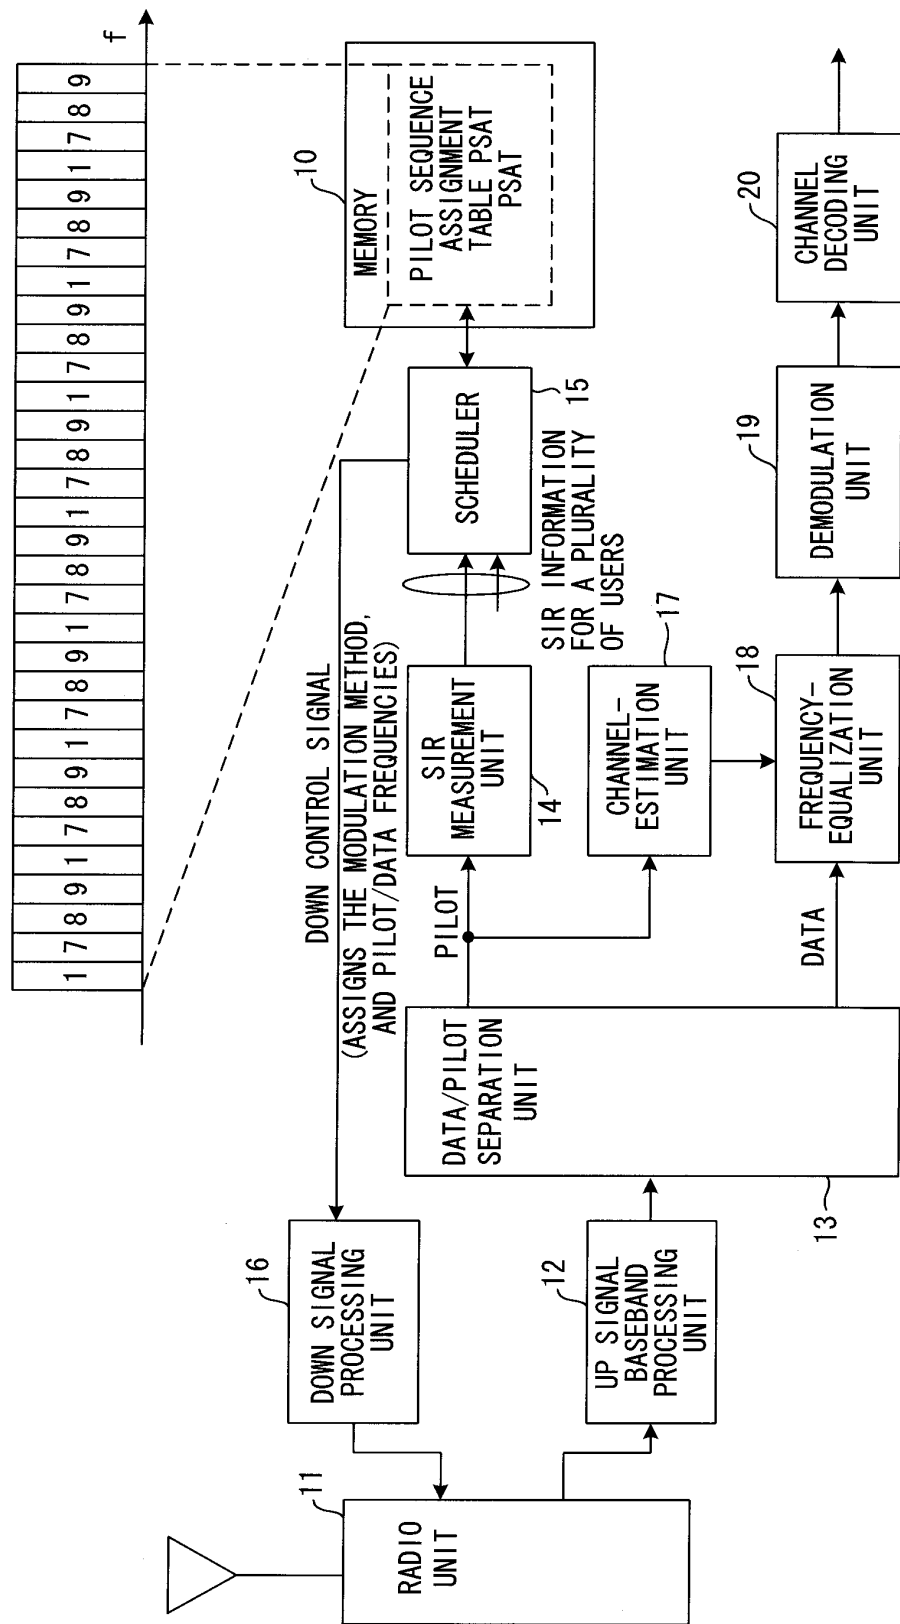 1 7 8 9 1 7 8 9 1 7 8 9 1 7 8 9 1 7 8 9 1 7 8 9 1 7 8 9 1 7 8 9
f
10
MEMORY
PILOT SEQUENCE
ASSIGNMENT
TABLE PSAT
PSAT
DOWN CONTROL SIGNAL
(ASSIGNS THE MODULATION METHOD,
AND PILOT/DATA FREQUENCIES)
16
DOWN SIGNAL
PROCESSING
UNIT
11
RADIO
UNIT
12
UP SIGNAL
BASEBAND
PROCESSING
UNIT
DATA/PILOT
SEPARATION
UNIT
13
PILOT
DATA
SIR
MEASUREMENT
UNIT
14
SCHEDULER
15
SIR INFORMATION
FOR A PLURALITY
OF USERS
17
CHANNEL-
ESTIMATION
UNIT
18
FREQUENCY-
EQUALIZATION
UNIT
19
DEMODULATION
UNIT
20
CHANNEL
DECODING
UNIT